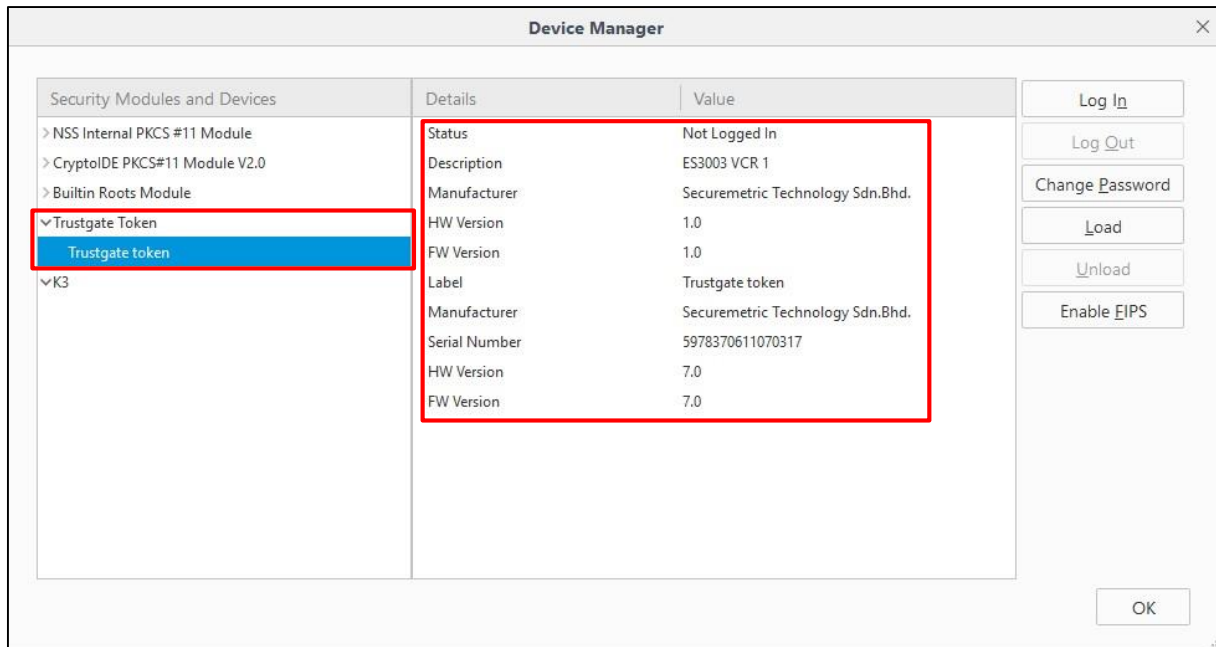 Device Manager
Security Modules and Devices
Details
Value
NSS Internal PKCS #11 Module
CryptoIDE PKCS#11 Module V2.0
Builtin Roots Module
Trustgate Token
Trustgate token
K3
Status Not Logged In
Description ES3003 VCR 1
Manufacturer Securemetric Technology Sdn.Bhd.
HW Version 1.0
FW Version 1.0
Label Trustgate token
Manufacturer Securemetric Technology Sdn.Bhd.
Serial Number 5978370611070317
HW Version 7.0
FW Version 7.0
Log In
Log Out
Change Password
Load
Unload
Enable FIPS
OK